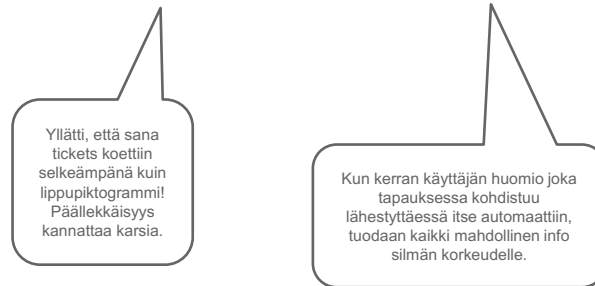 Yllätti, että sana
tickets koettiin
selkeämpänä kuin
lippupiktogrammi!
Päällekkäisyys
kannattaa karsia.
Kun kerran käyttäjän huomio joka
tapauksessa kohdistuu
lähestyttäessä itse automaattiin,
tuodaan kaikki mahdollinen info
silmän korkeudelle.